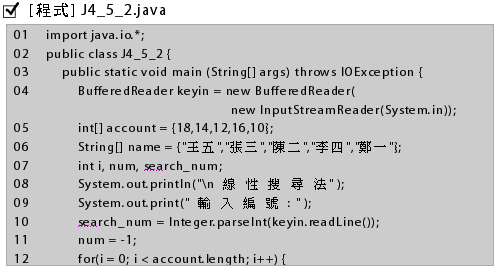 [程式] J4_5_2.java
01 import java.io.*;
02 public class J4_5_2 {
03 public static void main (String[] args) throws IOException {
04 BufferedReader keyin = new BufferedReader(
new InputStreamReader(System.in));
05 int[] account = {18,14,12,16,10};
06 String[] name = {"王五","張三","陳二","李四","鄭一"};
07 int i, num, search_num;
08 System.out.println("\n 線 性 搜 尋 法");
09 System.out.print(" 輸 入 編 號 : ");
10 search_num = Integer.parseInt(keyin.readLine());
11 num = -1;
12 for(i = 0; i < account.length; i++) {